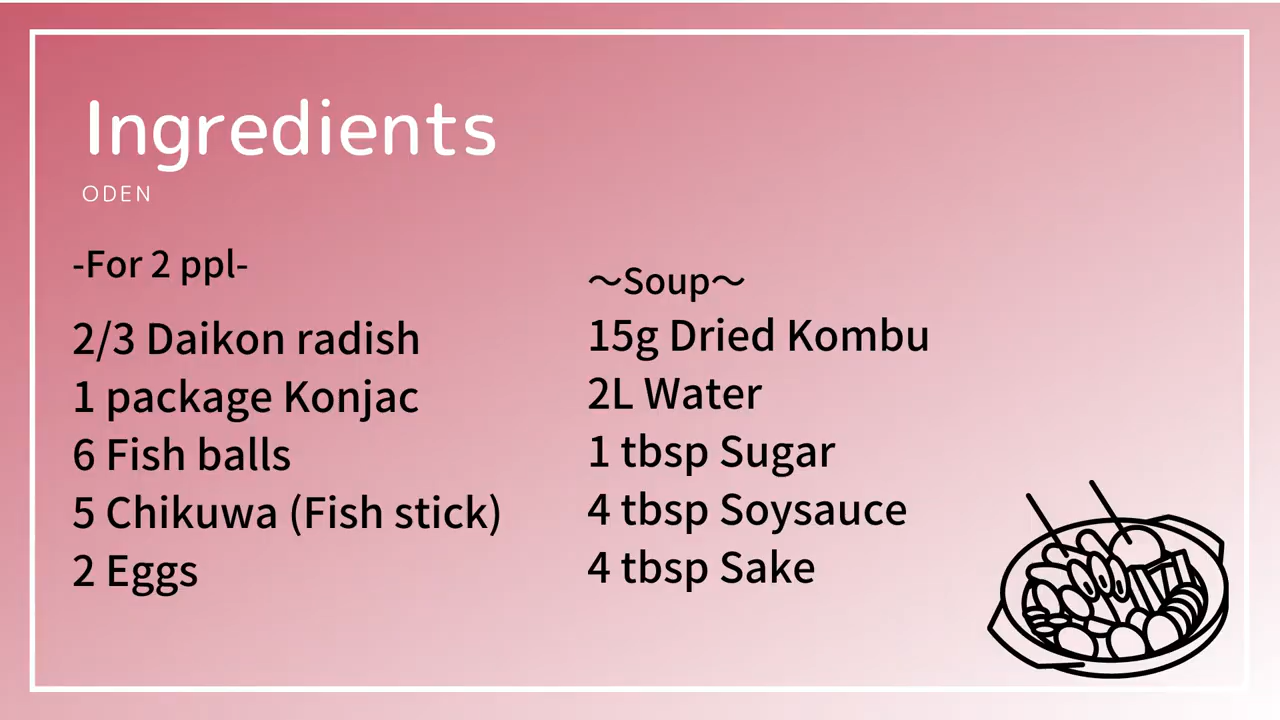 Ingredients
ODEN
-For 2 ppl-
2/3 Daikon radish
1 package Konjac
6 Fish balls
5 Chikuwa (Fish stick)
2 Eggs
～Soup～
15g Dried Kombu
2L Water
1 tbsp Sugar
4 tbsp Soysauce
4 tbsp Sake